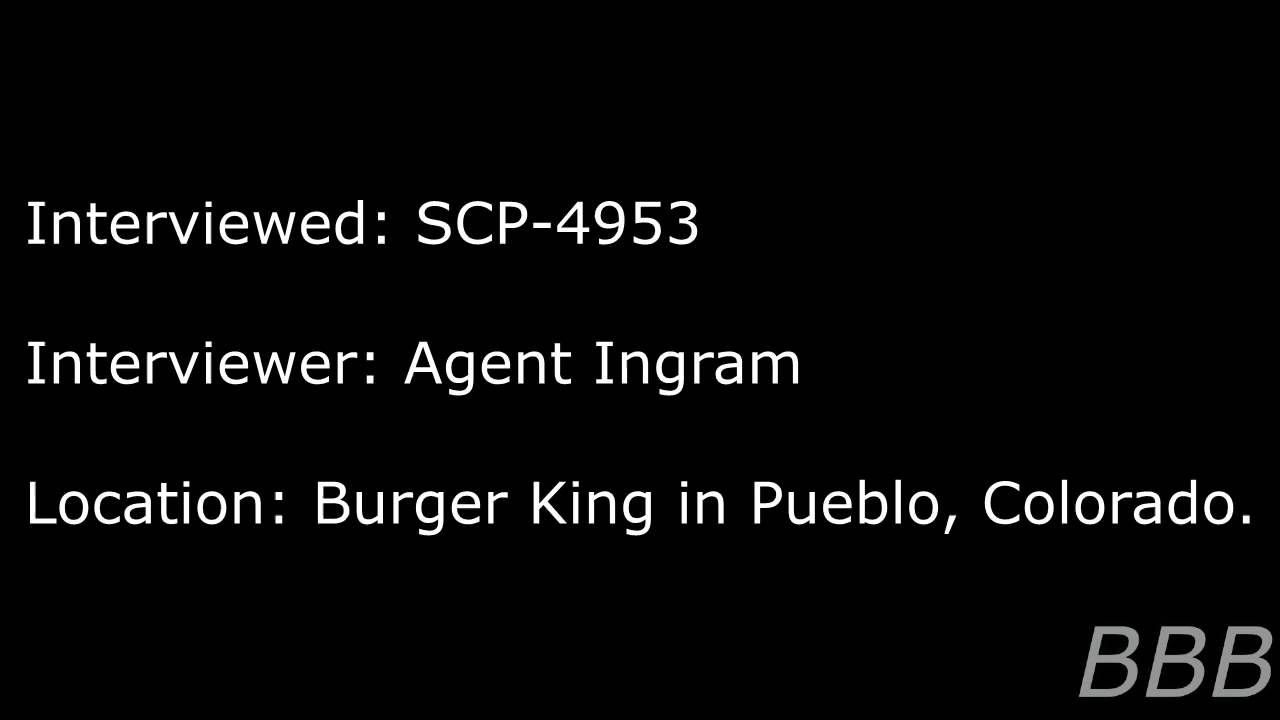 Interviewed: SCP-4953
Interviewer: Agent Ingram
Location: Burger King in Pueblo, Colorado.
BBB